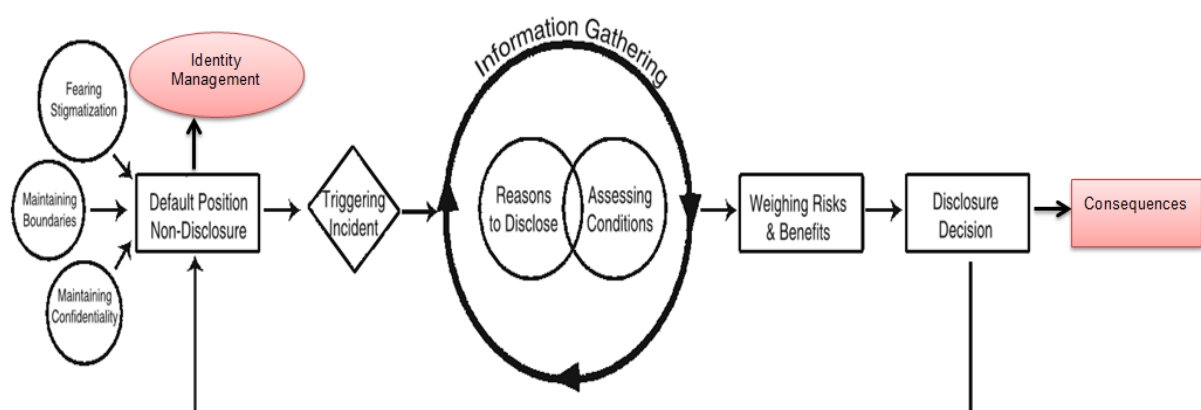 Fearing
Stigmatization
Identity
Management
Maintaining
Boundaries
Maintaining
Confidentiality
Default Position
Non-Disclosure
Triggering
Incident
Information Gathering
Reasons
to Disclose
Assessing
Conditions
Weighing Risks
& Benefits
Disclosure
Decision
Consequences